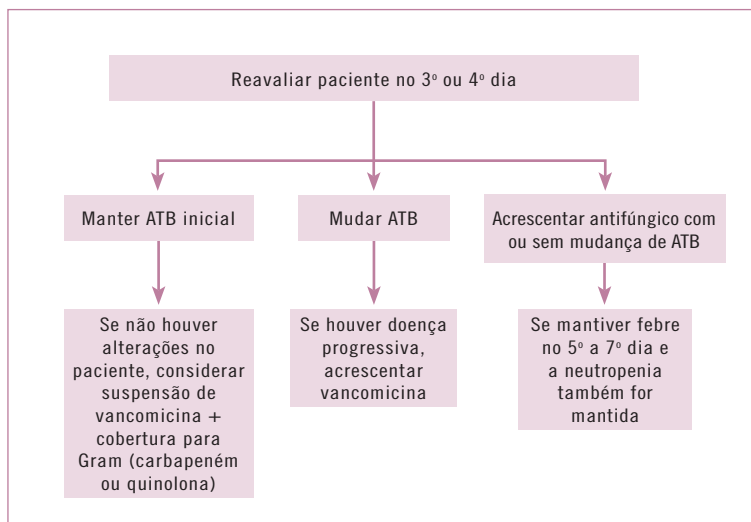 Reavaliar paciente no 3º ou 4º dia
Manter ATB inicial
Mudar ATB
Acrescentar antifúngico com
ou sem mudança de ATB
Se não houver
alterações no
paciente, considerar
suspensão de
vancomicina +
cobertura para
Gram (carbapeném
ou quinolona)
Se houver doença
progressiva,
acrescentar
vancomicina
Se mantiver febre
no 5º a 7º dia e
a neutropenia
também for
mantida